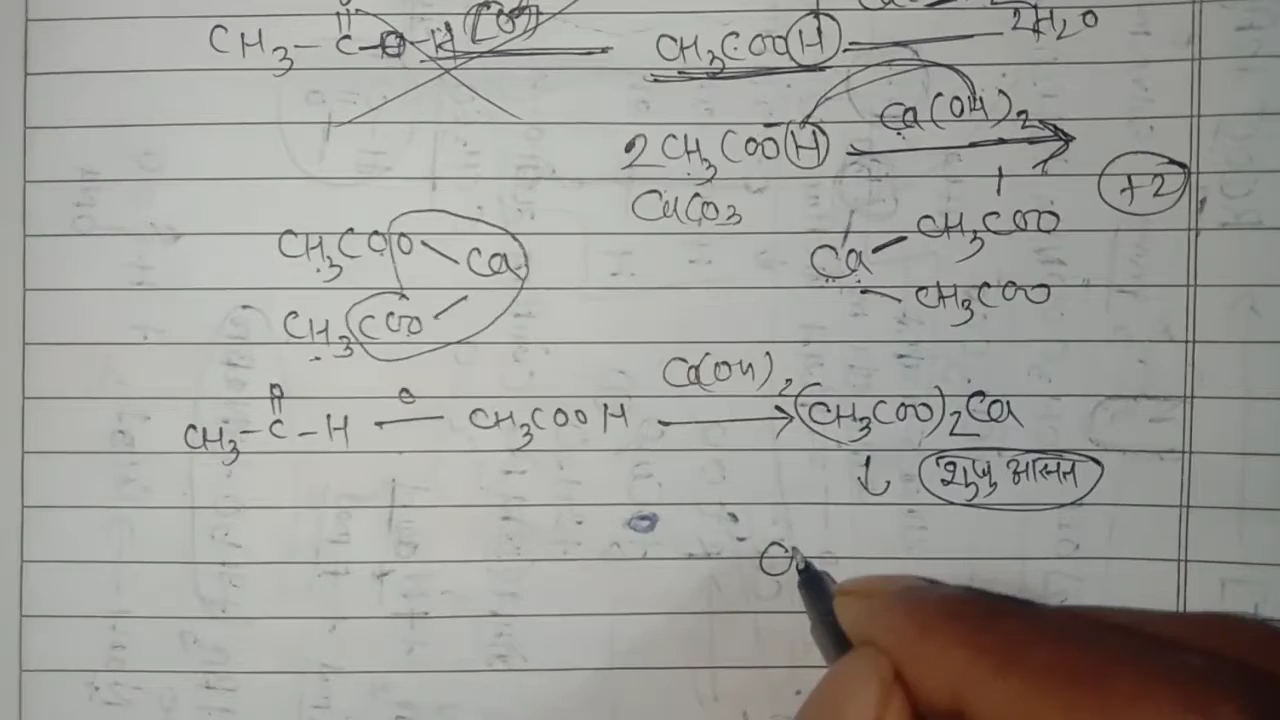 O
CH3-C-O-H [O]
CH3COOH
2H2O
Ca(OH)2
2CH3COOH
+2
CaCO3
CH3COO
Ca
CH3COO
CH3COO
Ca
CH3COO
Ca(OH)2
O
O
CH3-C-H
CH3COOH
(CH3COO)2Ca
शुष्क आसवन
C